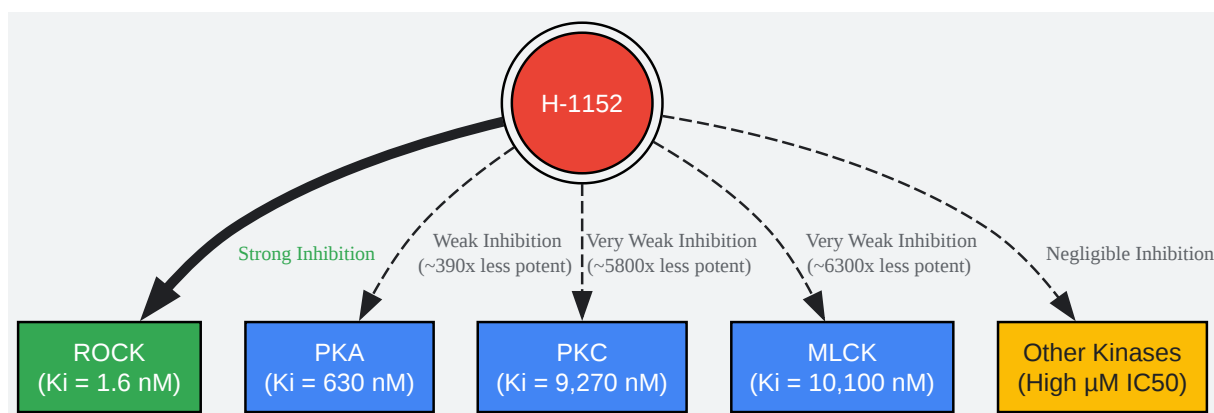 H-1152
Strong Inhibition
Weak Inhibition
(~390x less potent)
Very Weak Inhibition
(~5800x less potent)
Very Weak Inhibition
(~6300x less potent)
Negligible Inhibition
ROCK
(Ki = 1.6 nM)
PKA
(Ki = 630 nM)
PKC
(Ki = 9,270 nM)
MLCK
(Ki = 10,100 nM)
Other Kinases
(High µM IC50)